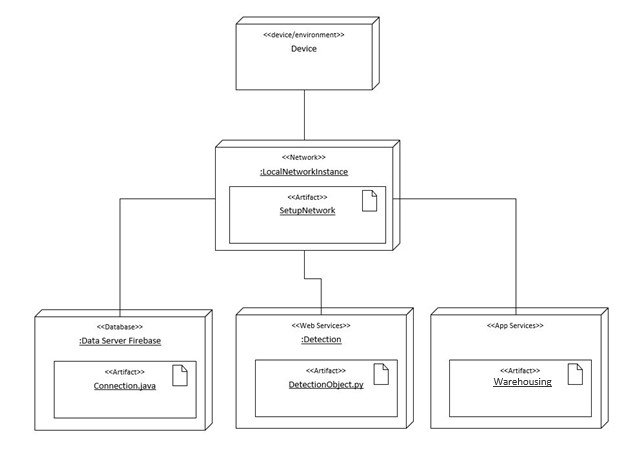 <<device/environment>>
Device
<<Network>>
:LocalNetworkInstance
<<Artifact>>
SetupNetwork
<<Database>>
:Data Server Firebase
<<Artifact>>
Connection.java
<<Web Services>>
:Detection
<<Artifact>>
DetectionObject.py
<<App Services>>
<<Artifact>>
Warehousing